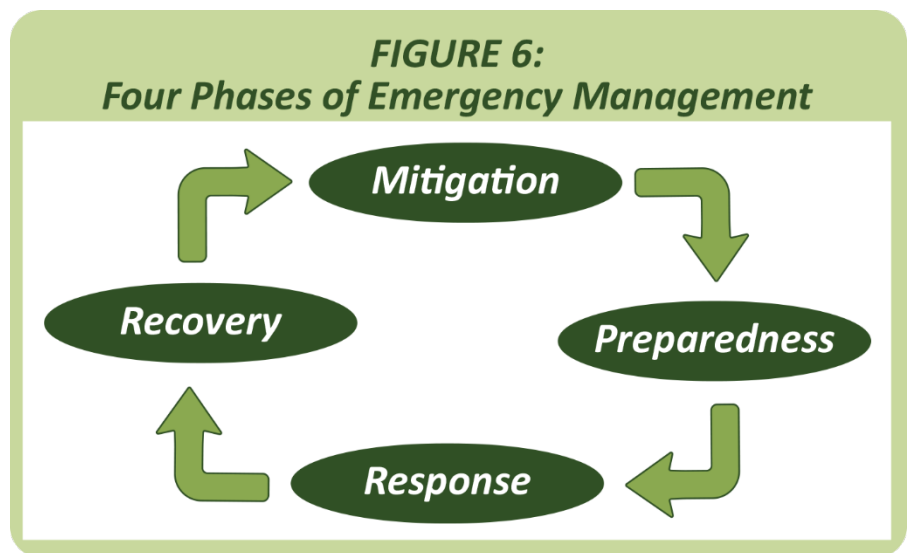 FIGURE 6:
Four Phases of Emergency Management
Mitigation
Preparedness
Response
Recovery